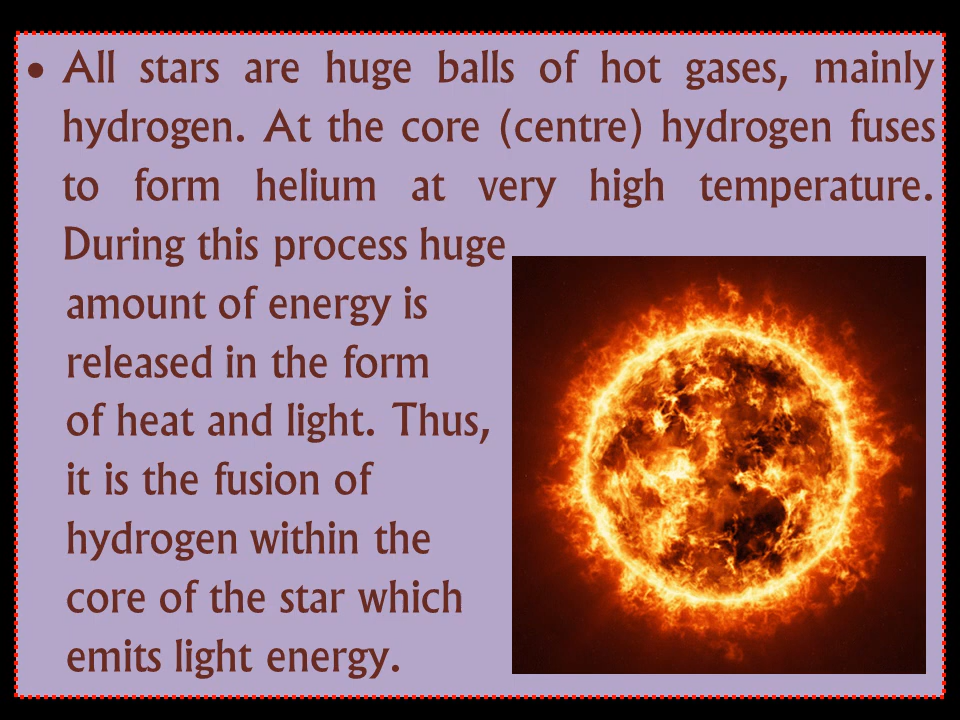 • All stars are huge balls of hot gases, mainly
hydrogen. At the core (centre) hydrogen fuses
to form helium at very high temperature.
During this process huge
amount of energy is
released in the form
of heat and light. Thus,
it is the fusion of
hydrogen within the
core of the star which
emits light energy.